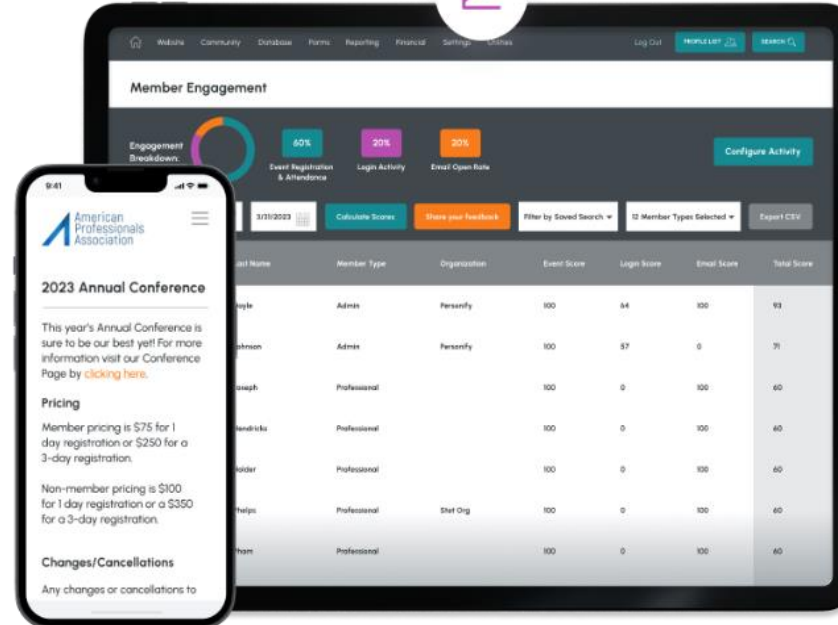 Website Community Database Forms Reporting Financial Settings Log Out PROFILE LIST SEARCH
Member Engagement
Engagement
Breakdown:
60%
Event Registration
& Attendance
20%
Login Activity
20%
Email Open Rate
Configure Activity
3/31/2023 Calculate Scores Share your feedback Filter by Saved Search 12 Member Types Selected Export CSV
Last Name Member Type Organization Event Score Login Score Email Score Total Score
Admin Personify 100 64 100 93
Admin Personify 100 57 0 71
Professional 100 0 100 60
Professional 100 0 100 60
Professional 100 0 100 60
Professional Stet Org 100 0 100 60
Professional 100 0 100 60
9:41
American
Professionals
Association
2023 Annual Conference
This year's Annual Conference is
sure to be our best yet! For more
information visit our Conference
Page by clicking here.
Pricing
Member pricing is $75 for 1
day registration or $250 for a
3-day registration.
Non-member pricing is $100
for 1 day registration or a $350
for a 3-day registration.
Changes/Cancellations
Any changes or cancellations to